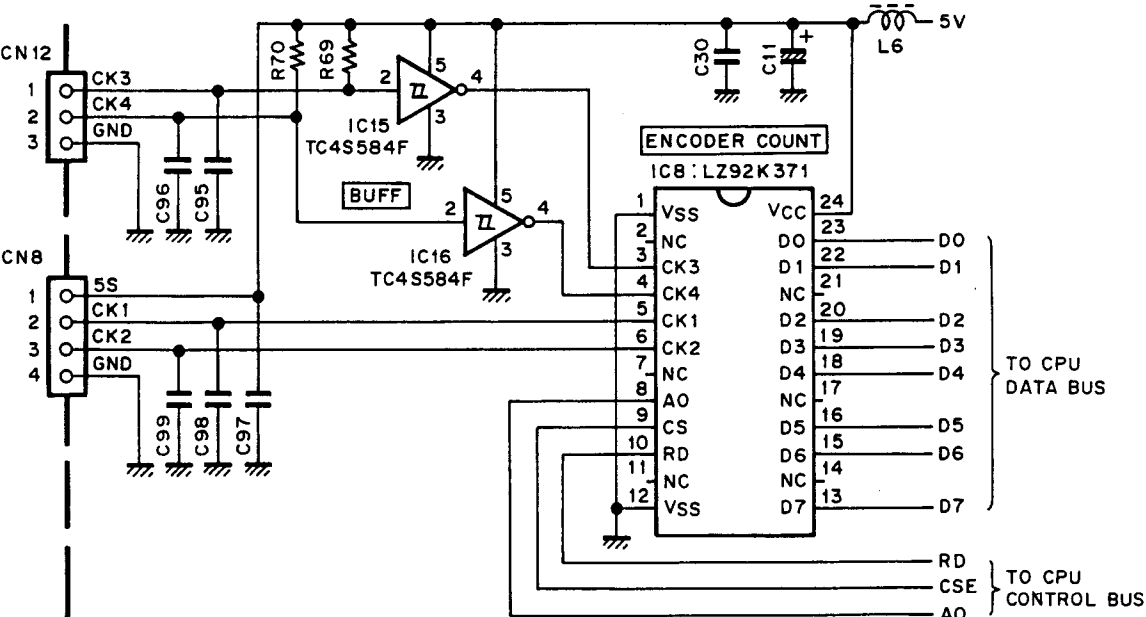 5V
L6
CN12
1 CK3
2 CK4
3 GND
R70
R69
C30
C11
+
2 5 4 3
IC15
TC4S584F
C96
C95
BUFF
2 5 4 3
IC16
TC4S584F
ENCODER COUNT
IC8:LZ92K371
CN8
1 5S
2 CK1
3 CK2
4 GND
C99
C98
C97
1 VSS VCC 24
2 NC DO 23 DO
3 CK3 D1 22 D1
4 CK4 NC 21
5 CK1 D2 20 D2
6 CK2 D3 19 D3
7 NC D4 18 D4
8 AO NC 17
9 CS D5 16 D5
10 RD D6 15 D6
11 NC NC 14
12 VSS D7 13 D7
TO CPU
DATA BUS
RD
CSE
AO
TO CPU
CONTROL BUS